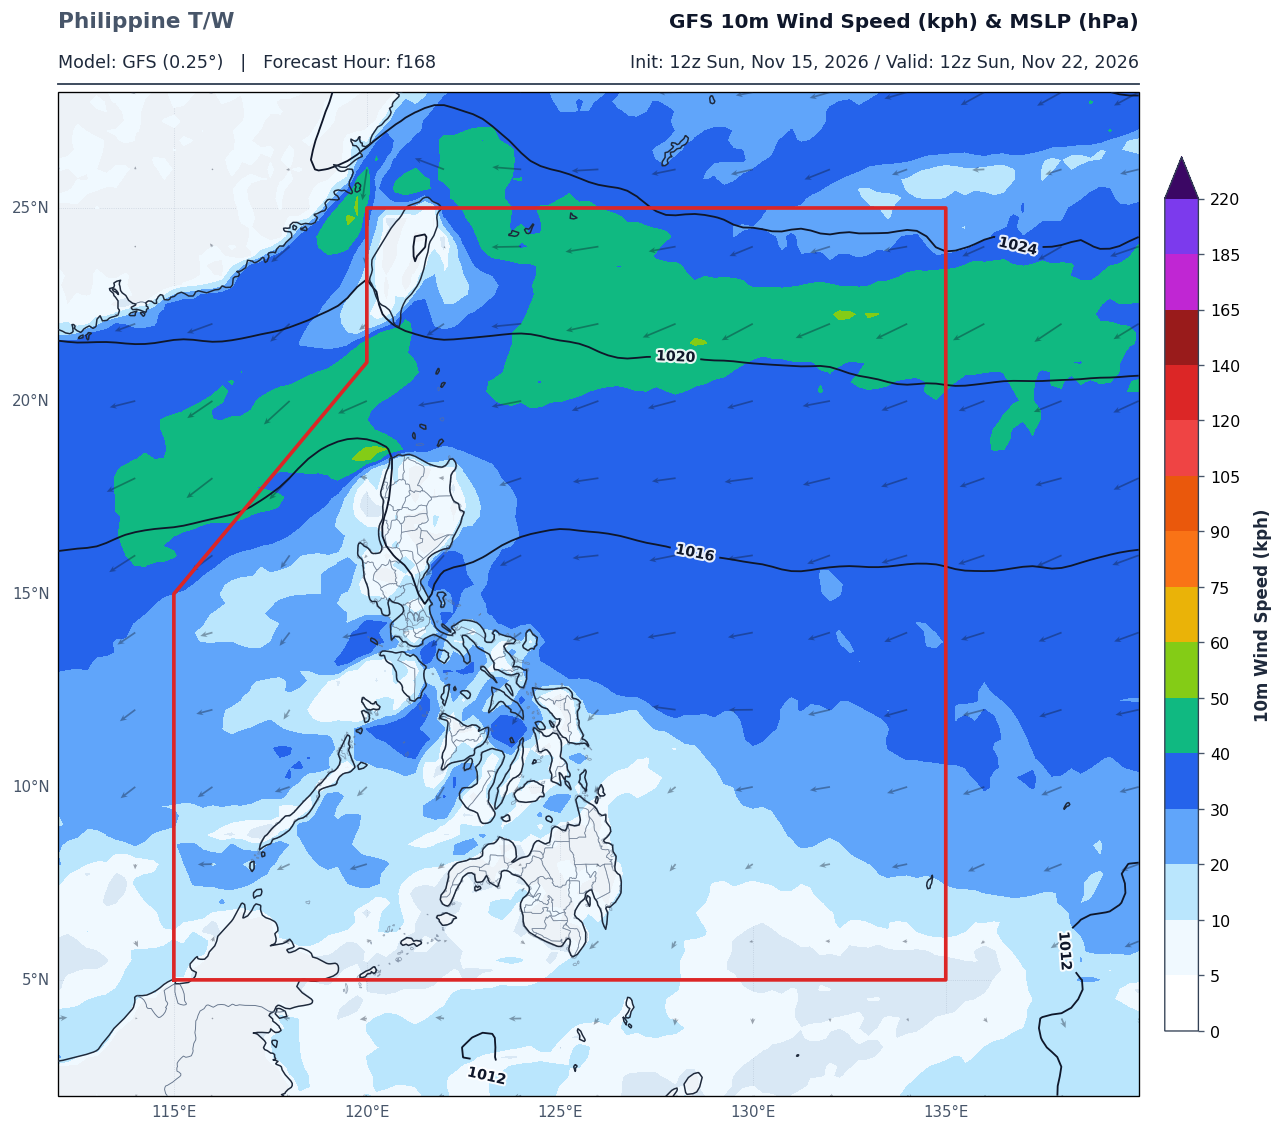 Philippine T/W
GFS 10m Wind Speed (kph) & MSLP (hPa)
Model: GFS (0.25°) | Forecast Hour: f168
Init: 12z Sun, Nov 15, 2026 / Valid: 12z Sun, Nov 22, 2026
25°N
20°N
15°N
10°N
5°N
115°E
120°E
125°E
130°E
135°E
1024
1020
1016
1012
1012
220
185
165
140
120
105
90
75
60
50
40
30
20
10
5
0
10m Wind Speed (kph)